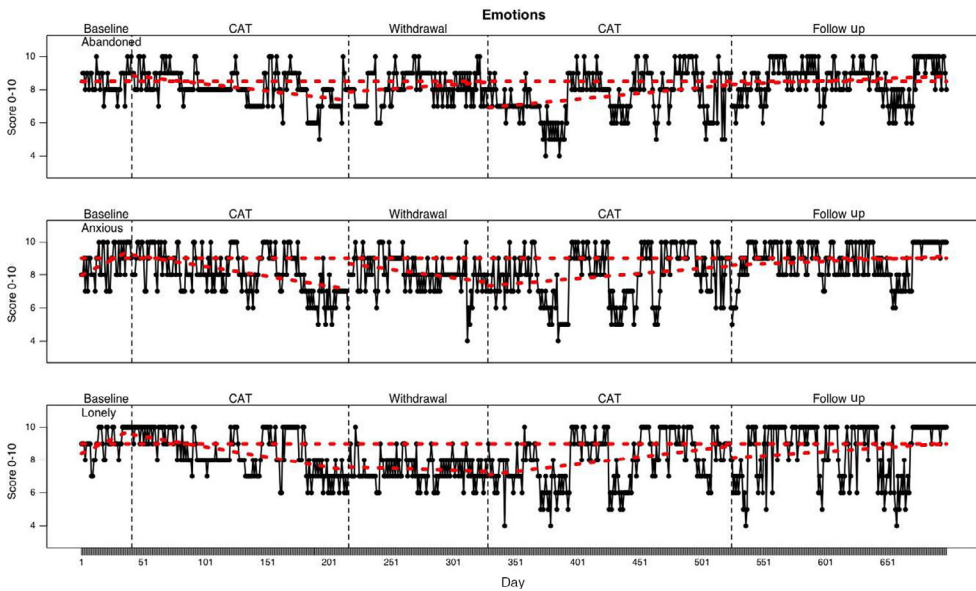 Emotions
Baseline CAT Withdrawal CAT Follow up
Abandoned
10
8
6
4
Score 0-10
Baseline CAT Withdrawal CAT Follow up
Anxious
10
8
6
4
Score 0-10
Baseline CAT Withdrawal CAT Follow up
Lonely
10
8
6
4
Score 0-10
1 51 101 151 201 251 301 351 401 451 501 551 601 651
Day